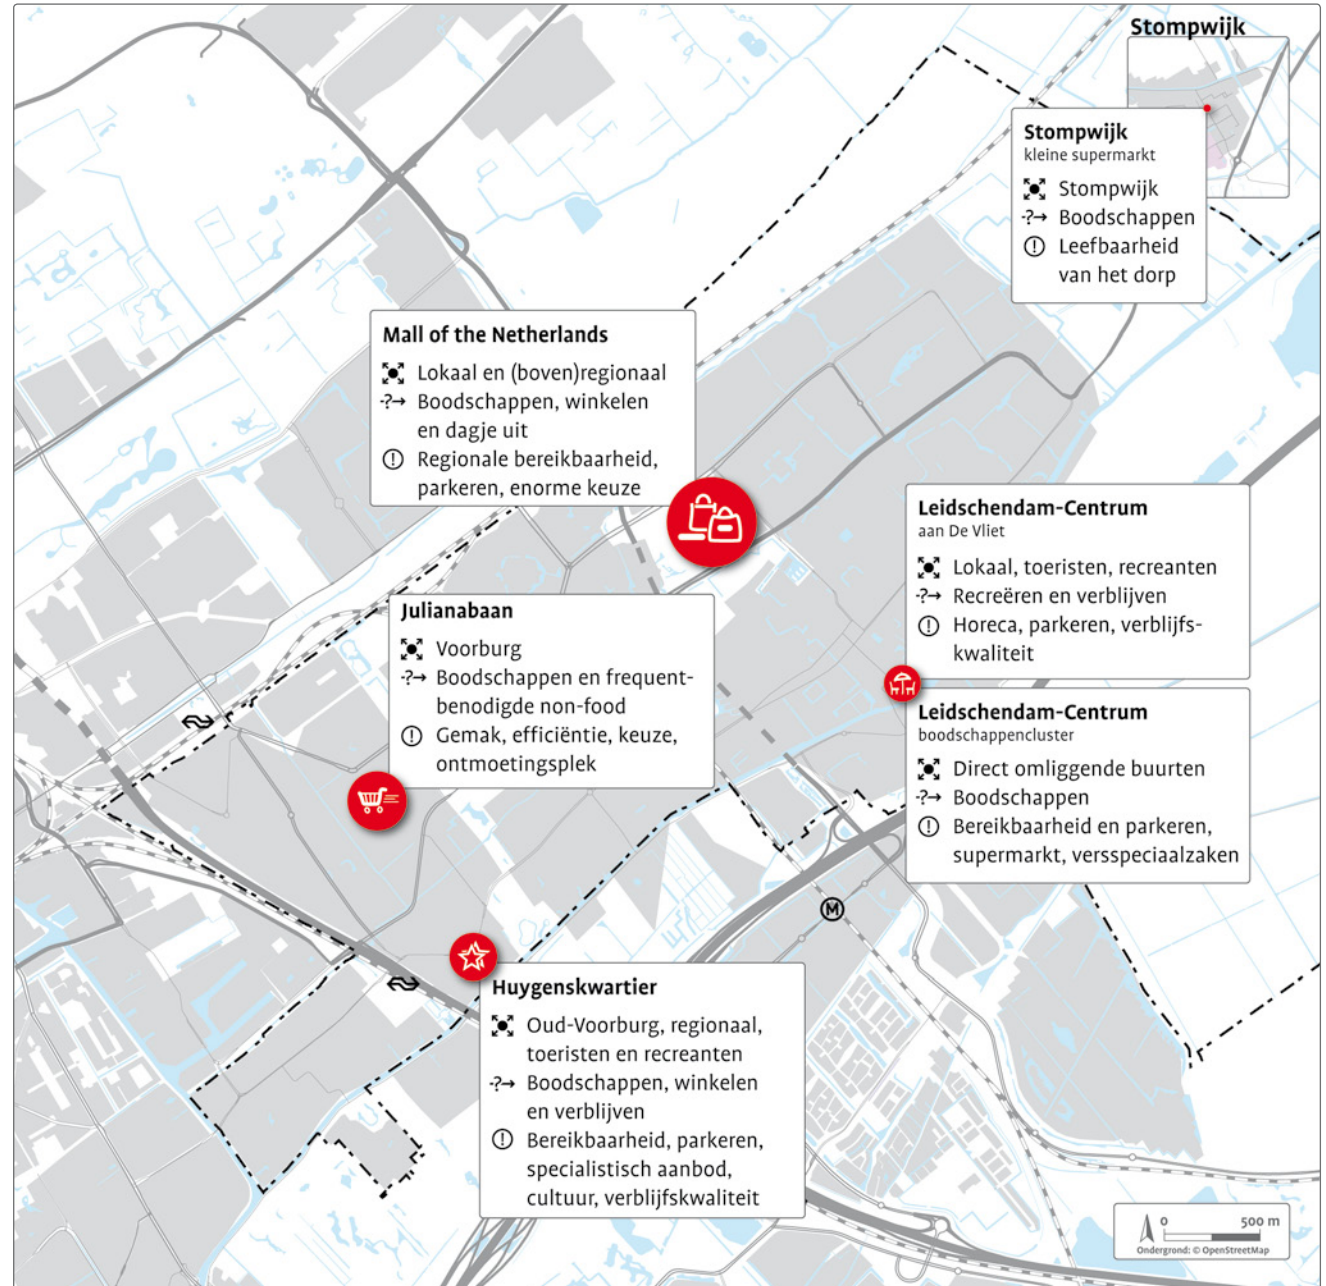 Stompwijk
Stompwijk
kleine supermarkt
Stompwijk
-?→ Boodschappen
Leefbaarheid
van het dorp
Mall of the Netherlands
Lokaal en (boven)regionaal
-?→ Boodschappen, winkelen
en dagje uit
Regionale bereikbaarheid,
parkeren, enorme keuze
Leidschendam-Centrum
aan De Vliet
Lokaal, toeristen, recreanten
-?→ Recreëren en verblijven
Horeca, parkeren, verblijfs-
kwaliteit
Julianabaan
Voorburg
-?→ Boodschappen en frequent-
benodigde non-food
Gemak, efficiëntie, keuze,
ontmoetingsplek
Leidschendam-Centrum
boodschappencluster
Direct omliggende buurten
-?→ Boodschappen
Bereikbaarheid en parkeren,
supermarkt, versspeciaalzaken
M
Huygenskwartier
Oud-Voorburg, regionaal,
toeristen en recreanten
-?→ Boodschappen, winkelen
en verblijven
Bereikbaarheid, parkeren,
specialistisch aanbod,
cultuur, verblijfskwaliteit
0 500 m
Ondergrond: © OpenStreetMap